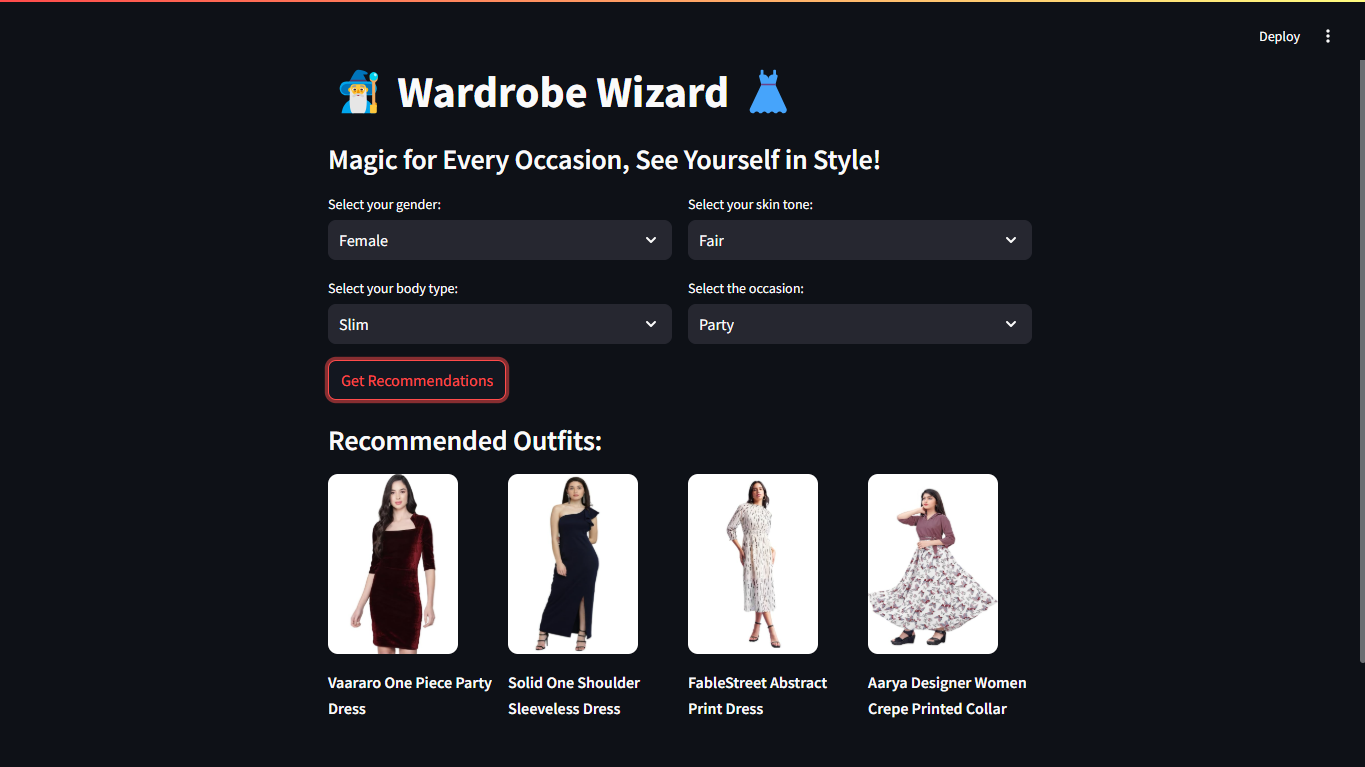 Deploy
Wardrobe Wizard
Magic for Every Occasion, See Yourself in Style!
Select your gender:
Select your skin tone:
Female
Fair
Select your body type:
Select the occasion:
Slim
Party
Get Recommendations
Recommended Outfits:
Vaararo One Piece Party
Dress
Solid One Shoulder
Sleeveless Dress
FableStreet Abstract
Print Dress
Aarya Designer Women
Crepe Printed Collar